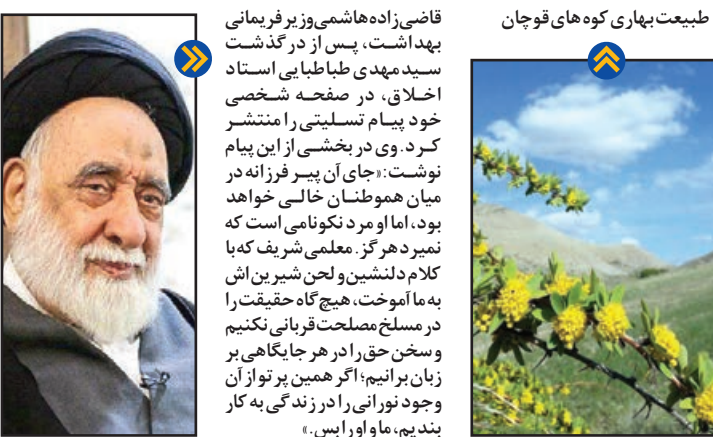 طبیعت بهاری کوه های قوچان
قاضی‌زاده‌هاشمی وزیر فریمانی
بهداشت، پس از درگذشت
سیدمهدی طباطبایی استاد
اخلاق، در صفحه شخصی
خود پیام تسلیتی را منتشر
کرد. وی در بخشی از این پیام
نوشت: «جای آن پیر فرزانه در
میان هموطنان خالی خواهد
بود، اما او مرد نکونامی است که
نمیرد هرگز. معلمی شریف که با
کلام دلنشین و لحن شیرین اش
به ما آموخت، هیچ گاه حقیقت را
در مسلخ مصلحت قربانی نکنیم
و سخن حق را در هر جایگاهی بر
زبان برانیم؛ اگر همین پرتو از آن
وجود نورانی را در زندگی به کار
بندیم، ما و او را بس.»